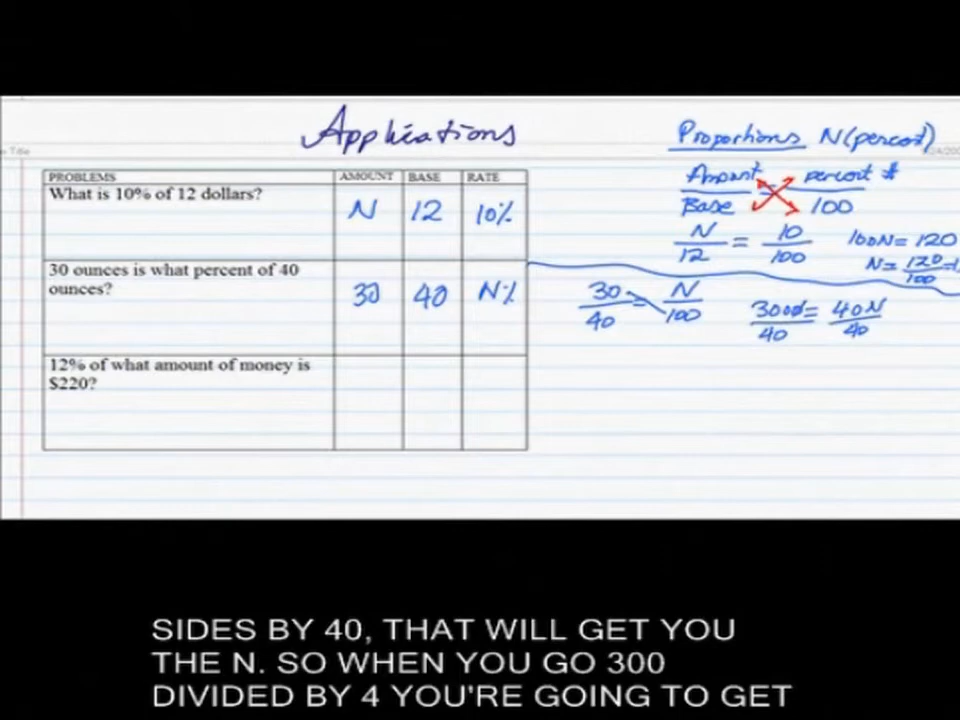 Applications
Proportions N(percent)
Title
PROBLEMS AMOUNT BASE RATE
Amount percent #
Base 100
What is 10% of 12 dollars? N 12 10%
N/12 = 10/100 100N = 120
N = 120/100 =
30 ounces is what percent of 40
ounces? 30 40 N%
30/40 = N/100 3000/40 = 40N/40
12% of what amount of money is
$220?
SIDES BY 40, THAT WILL GET YOU
THE N. SO WHEN YOU GO 300
DIVIDED BY 4 YOU'RE GOING TO GET